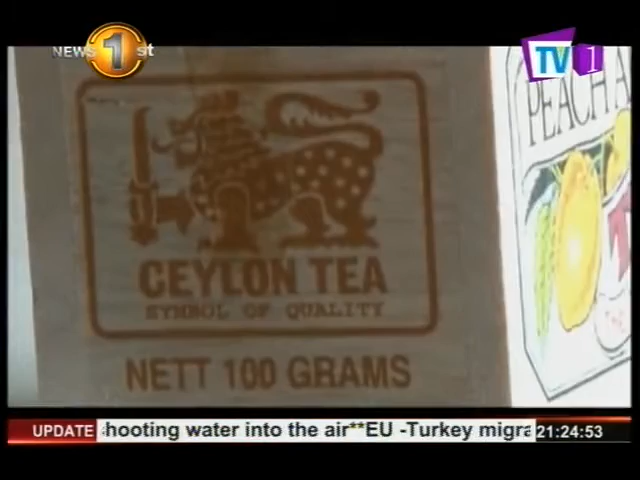 NEWS 1st
TV 1
PEACH A
CEYLON TEA
SYMBOL OF QUALITY
NETT 100 GRAMS
UPDATE hooting water into the air**EU -Turkey migra 21:24:53